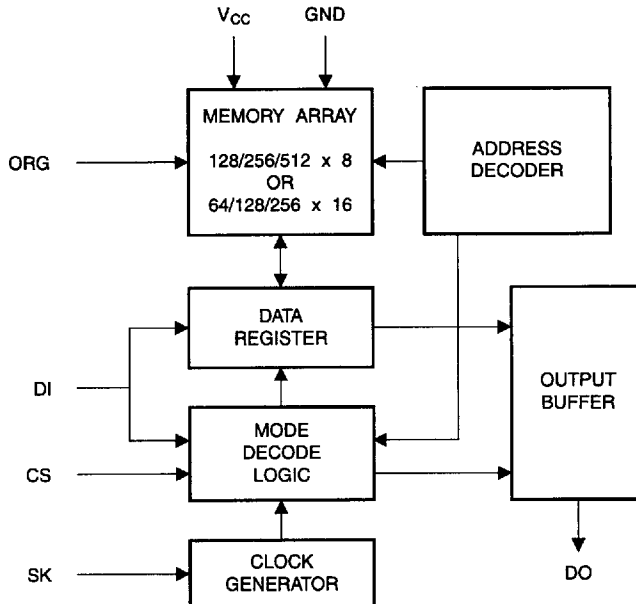 VCC GND
MEMORY ARRAY
128/256/512 x 8
OR
64/128/256 x 16
ORG
ADDRESS
DECODER
DATA
REGISTER
DI
OUTPUT
BUFFER
MODE
DECODE
LOGIC
CS
CLOCK
GENERATOR
SK
DO